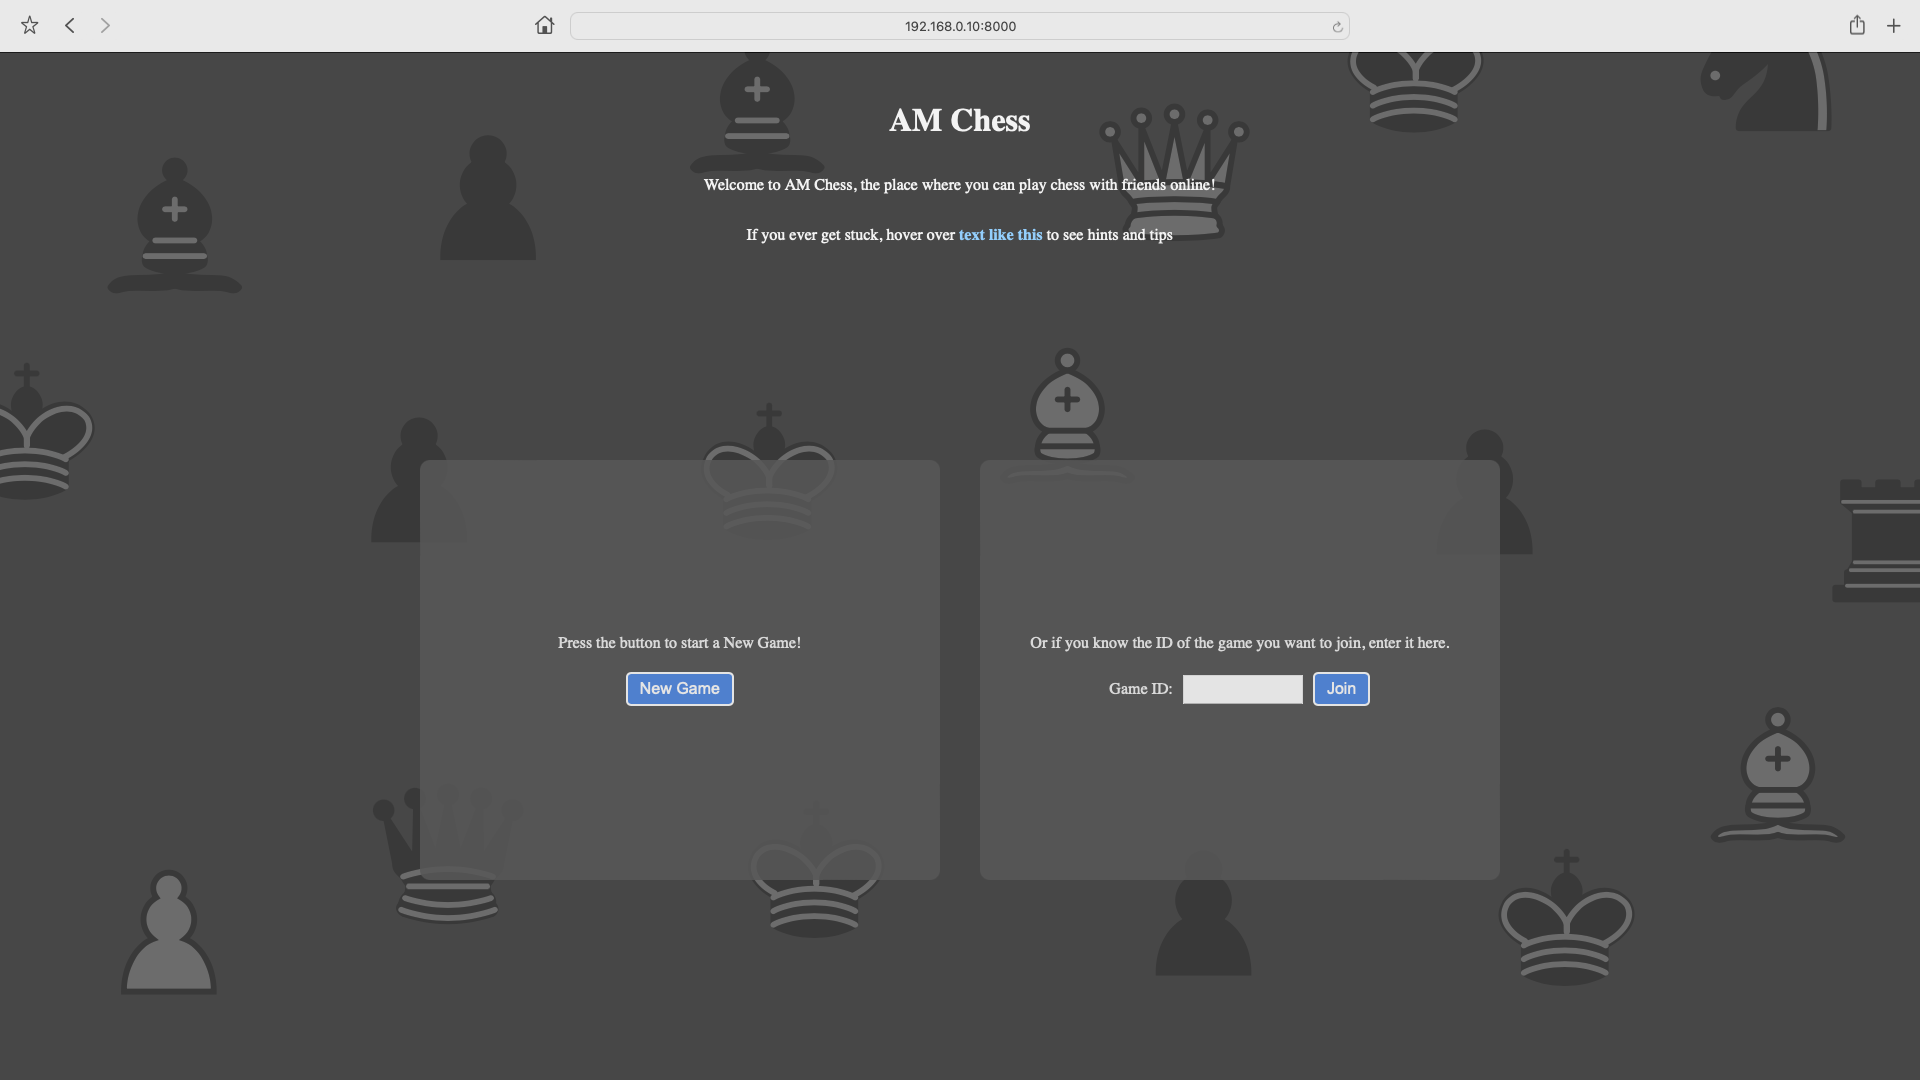 192.168.0.10:8000
AM Chess
Welcome to AM Chess, the place where you can play chess with friends online!
If you ever get stuck, hover over text like this to see hints and tips
Press the button to start a New Game!
New Game
Or if you know the ID of the game you want to join, enter it here.
Game ID:
Join